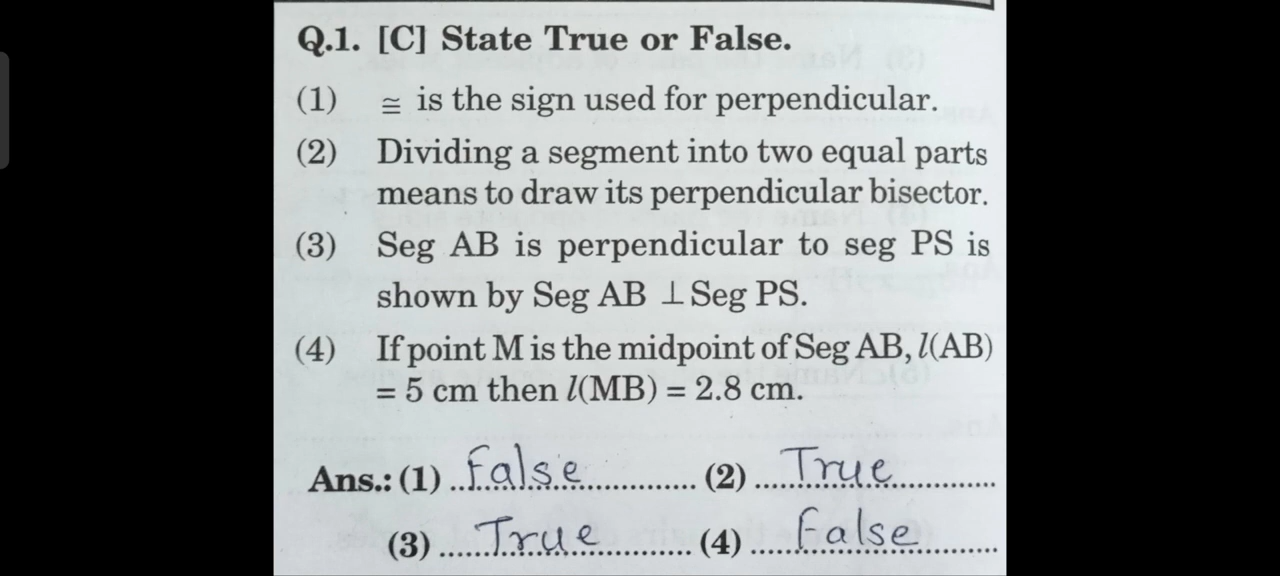 Q.1. [C] State True or False.
(1) ≅ is the sign used for perpendicular.
(2) Dividing a segment into two equal parts
means to draw its perpendicular bisector.
(3) Seg AB is perpendicular to seg PS is
shown by Seg AB ⊥ Seg PS.
(4) If point M is the midpoint of Seg AB, l(AB)
= 5 cm then l(MB) = 2.8 cm.
Ans.: (1) False (2) True
(3) True (4) False